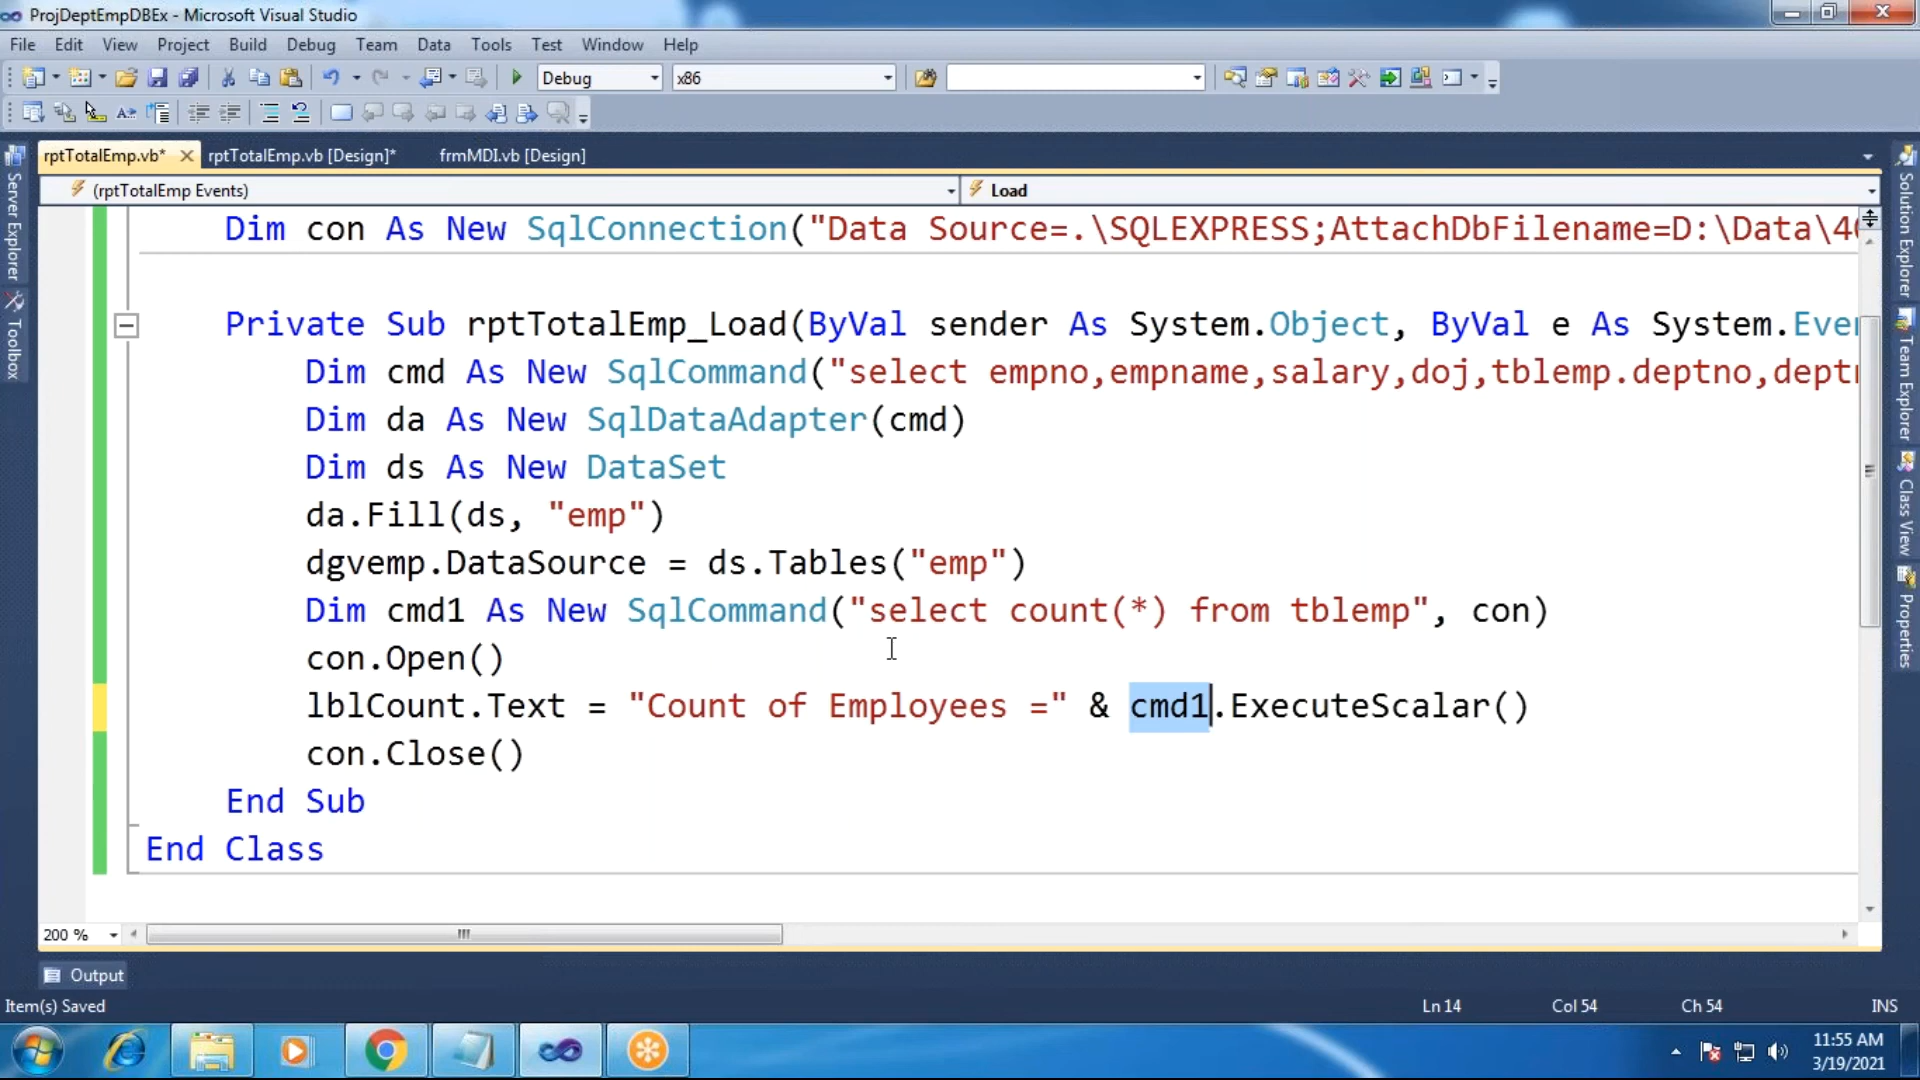 ProjDeptEmpDBEx - Microsoft Visual Studio
File Edit View Project Build Debug Team Data Tools Test Window Help
Debug x86
rptTotalEmp.vb* rptTotalEmp.vb [Design]* frmMDI.vb [Design]
(rptTotalEmp Events) Load
Server Explorer
Toolbox
Dim con As New SqlConnection("Data Source=.\SQLEXPRESS;AttachDbFilename=D:\Data\4
Private Sub rptTotalEmp_Load(ByVal sender As System.Object, ByVal e As System.Eve
Dim cmd As New SqlCommand("select empno,empname,salary,doj,tblemp.deptno,dept
Dim da As New SqlDataAdapter(cmd)
Dim ds As New DataSet
da.Fill(ds, "emp")
dgvemp.DataSource = ds.Tables("emp")
Dim cmd1 As New SqlCommand("select count(*) from tblemp", con)
con.Open()
lblCount.Text = "Count of Employees =" & cmd1.ExecuteScalar()
con.Close()
End Sub
End Class
Solution Explorer
Team Explorer
Class View
Properties
200 %
Output
Item(s) Saved Ln 14 Col 54 Ch 54 INS
11:55 AM
3/19/2021